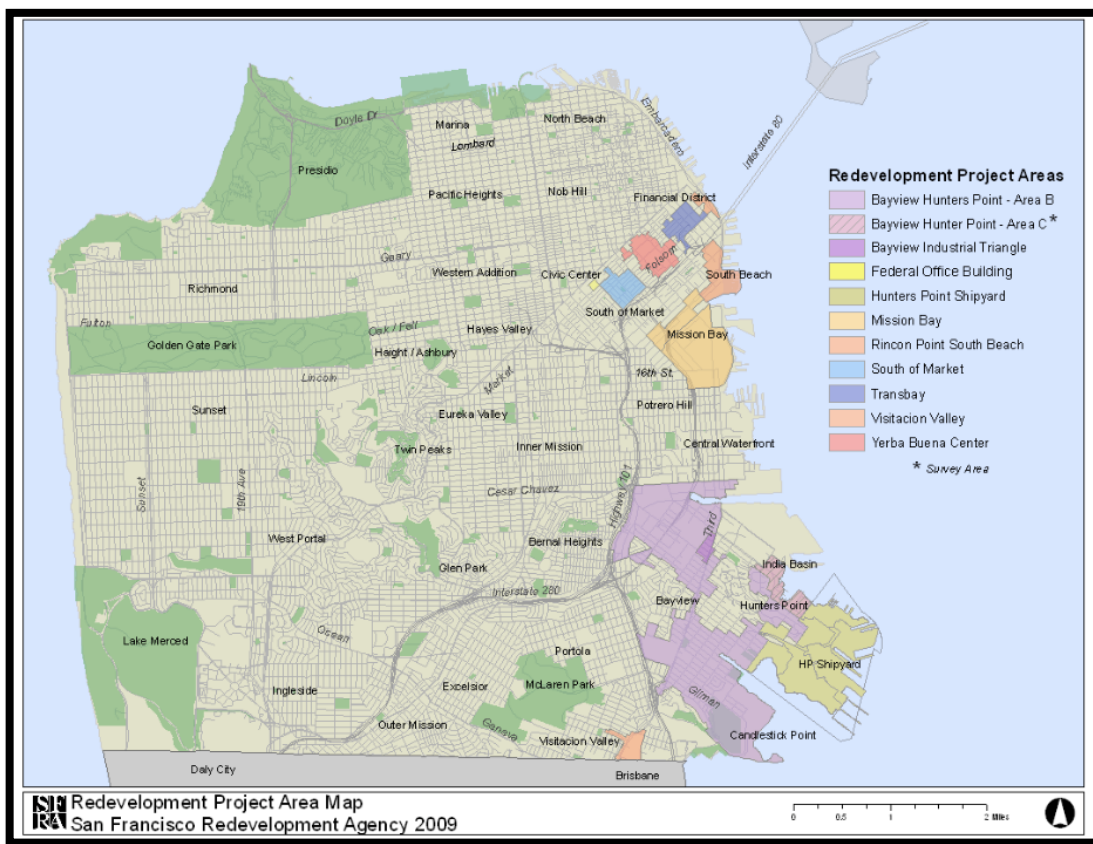 Doyle Dr
Marina
Lombard
North Beach
Embarcadero
Interstate 80
Presidio
Pacific Heights
Nob Hill
Financial District
Redevelopment Project Areas
Bayview Hunters Point - Area B
Bayview Hunter Point - Area C*
Bayview Industrial Triangle
Federal Office Building
Hunters Point Shipyard
Mission Bay
Rincon Point South Beach
South of Market
Transbay
Visitacion Valley
Yerba Buena Center
* Survey Area
Geary
Western Addition
Civic Center
Folsom
South Beach
Richmond
South of Market
Fulton
Oak / Fell
Hayes Valley
Mission Bay
Golden Gate Park
Haight / Ashbury
Lincoln
Market
16th St.
Sunset
Eureka Valley
Potrero Hill
Twin Peaks
Inner Mission
Central Waterfront
Sunset
19th Ave
Cesar Chavez
Highway 101
Third
West Portal
Bernal Heights
Glen Park
India Basin
Interstate 280
Bayview
Hunters Point
Lake Merced
Ocean
Portola
HP Shipyard
Ingleside
Excelsior
McLaren Park
Gilman
Outer Mission
Geneva
Visitacion Valley
Candlestick Point
Daly City
Brisbane
SFRA
Redevelopment Project Area Map
San Francisco Redevelopment Agency 2009
0 0.5 1 2 Miles